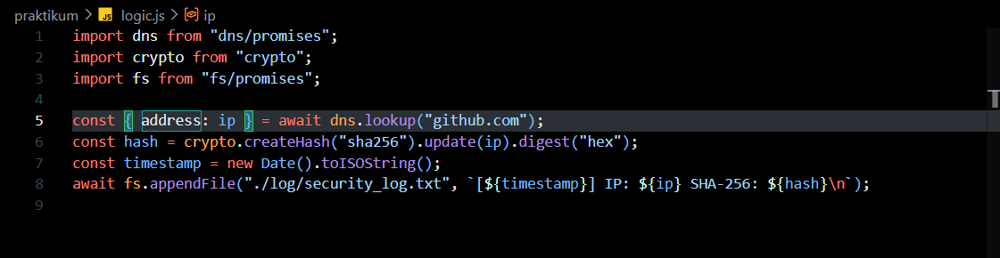 praktikum > JS logic.js > ip
1 import dns from "dns/promises";
2 import crypto from "crypto";
3 import fs from "fs/promises";
4
5 const { address: ip } = await dns.lookup("github.com");
6 const hash = crypto.createHash("sha256").update(ip).digest("hex");
7 const timestamp = new Date().toISOString();
8 await fs.appendFile("./log/security_log.txt", `[${timestamp}] IP: ${ip} SHA-256: ${hash}\n`);
9